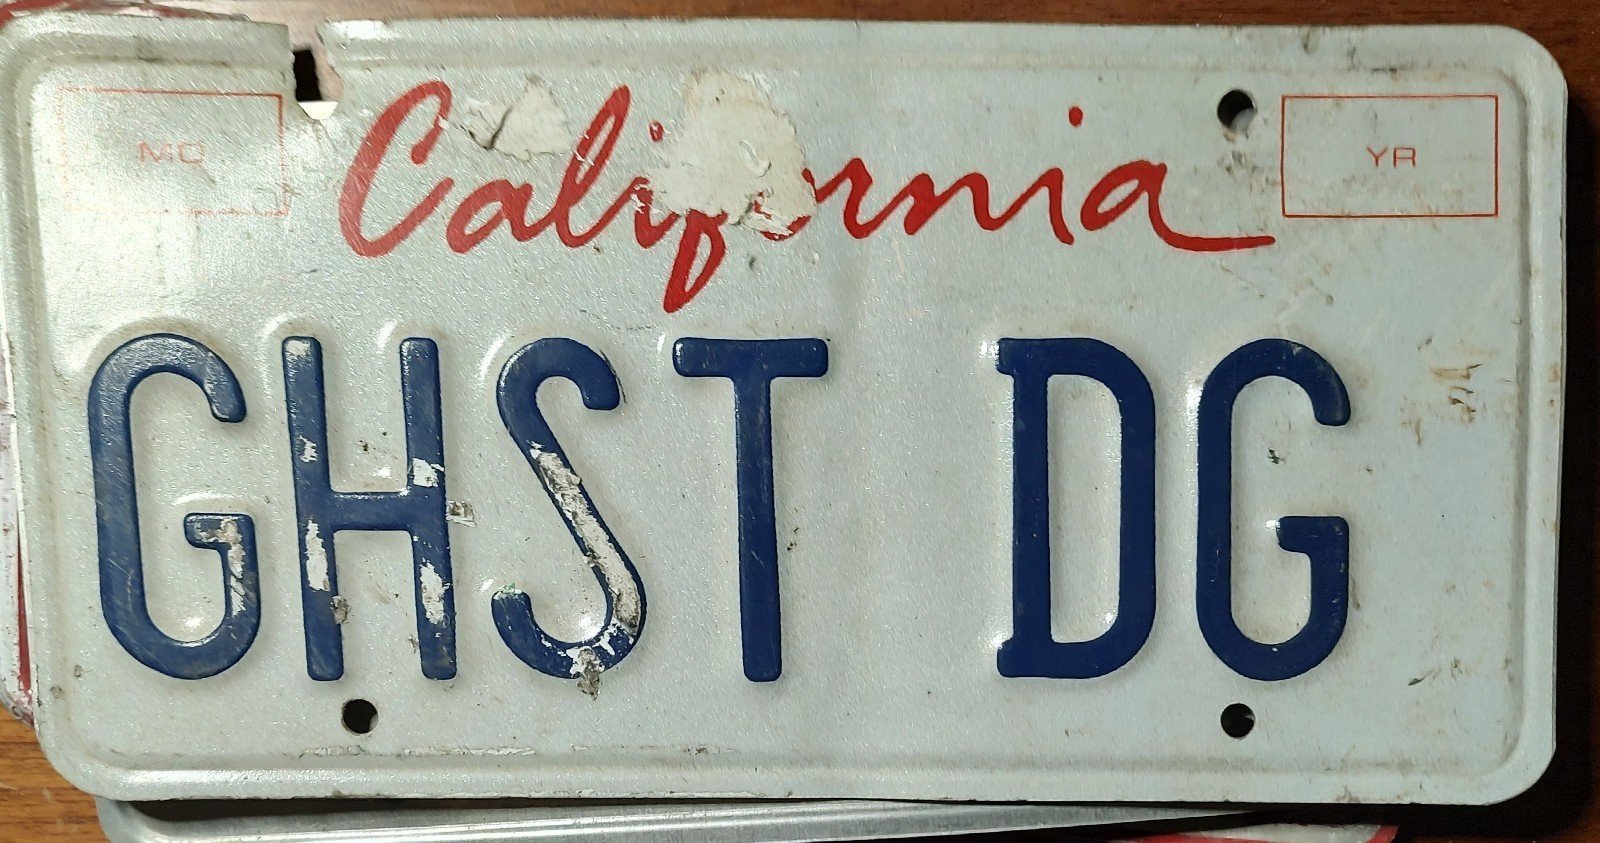 MO California YR
GHST DG